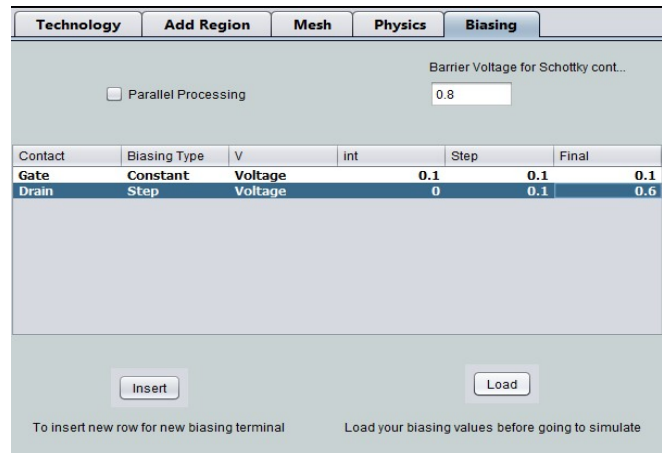 Technology Add Region Mesh Physics Biasing
Barrier Voltage for Schottky cont...
Parallel Processing 0.8
Contact Biasing Type V int Step Final
Gate Constant Voltage 0.1 0.1 0.1
Drain Step Voltage 0 0.1 0.6
Insert Load
To insert new row for new biasing terminal Load your biasing values before going to simulate